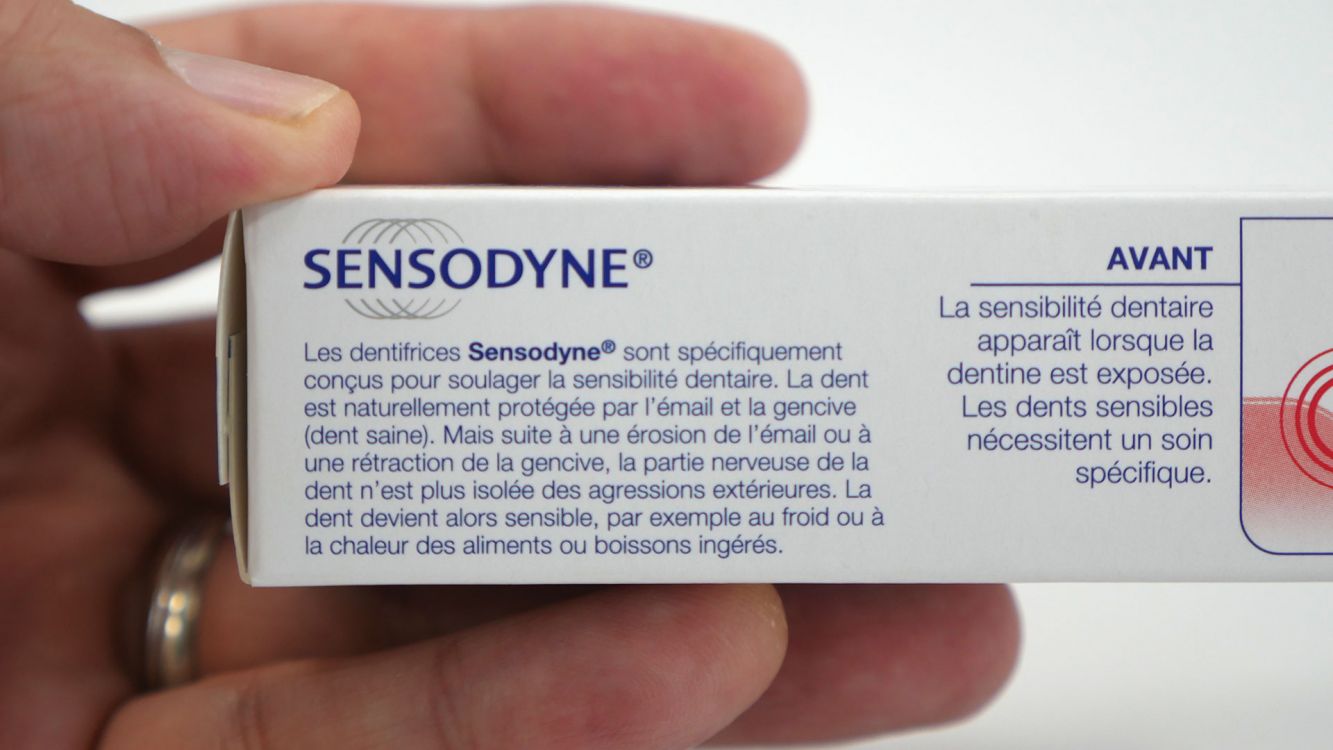 SENSODYNE®
Les dentifrices Sensodyne® sont spécifiquement
conçus pour soulager la sensibilité dentaire. La dent
est naturellement protégée par l'émail et la gencive
(dent saine). Mais suite à une érosion de l'émail ou à
une rétraction de la gencive, la partie nerveuse de la
dent n'est plus isolée des agressions extérieures. La
dent devient alors sensible, par exemple au froid ou à
la chaleur des aliments ou boissons ingérés.
AVANT
La sensibilité dentaire
apparaît lorsque la
dentine est exposée.
Les dents sensibles
nécessitent un soin
spécifique.